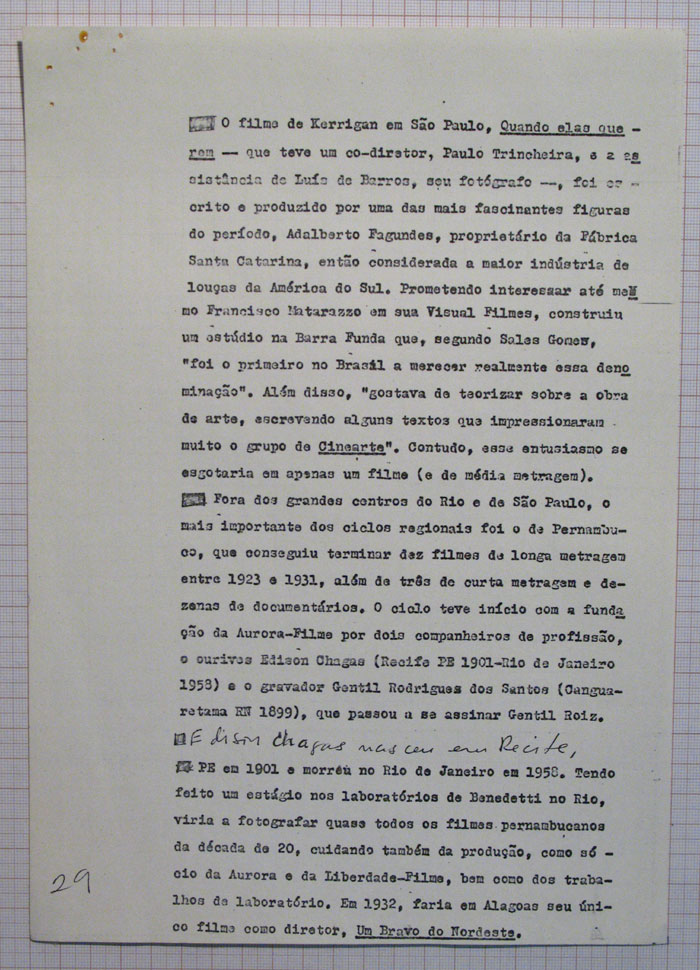 O filme de Kerrigan em São Paulo, Quando elas que -
rem — que teve um co-diretor, Paulo Trincheira, e a as
sistância de Luís de Barros, seu fotógrafo —, foi es -
crito e produzido por uma das mais fascinantes figuras
do período, Adalberto Fagundes, proprietário da Fábrica
Santa Catarina, então considerada a maior indústria de
louças da América do Sul. Prometendo interessar até mes
mo Francisco Matarazzo em sua Visual Filmes, construiu
um estúdio na Barra Funda que, segundo Sales Gomes,
"foi o primeiro no Brasil a merecer realmente essa deno
minação". Além disso, "gostava de teorizar sobre a obra
de arte, escrevendo alguns textos que impressionaram
muito o grupo de Cinearte". Contudo, esse entusiasmo se
esgotaria em apenas um filme (e de média metragem).
Fora dos grandes centros do Rio e de São Paulo, o
mais importante dos ciclos regionais foi o de Pernambu-
co, que conseguiu terminar dez filmes de longa metragem
entre 1923 e 1931, além de três de curta metragem e de-
zenas de documentários. O ciclo teve início com a funda
ção da Aurora-Filme por dois companheiros de profissão,
o ourives Edison Chagas (Recife PE 1901-Rio de Janeiro
1958) e o gravador Gentil Rodrigues dos Santos (Cangua-
retama RN 1899), que passou a se assinar Gentil Roiz.
Edison Chagas nasceu em Recife,
PE em 1901 e morreu no Rio de Janeiro em 1958. Tendo
feito um estágio nos laboratórios de Benedetti no Rio,
viria a fotografar quase todos os filmes pernambucanos
da década de 20, cuidando também da produção, como só -
cio da Aurora e da Liberdade-Filme, bem como dos traba-
lhos de laboratório. Em 1932, faria em Alagoas seu úni-
co filme como diretor, Um Bravo do Nordeste.
29